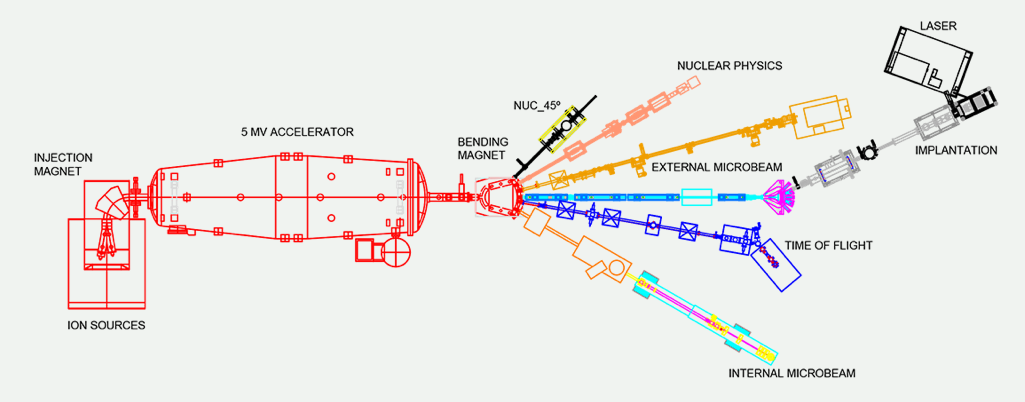 LASER
NUCLEAR PHYSICS
NUC_45º
5 MV ACCELERATOR
BENDING
MAGNET
IMPLANTATION
INJECTION
MAGNET
EXTERNAL MICROBEAM
TIME OF FLIGHT
ION SOURCES
INTERNAL MICROBEAM